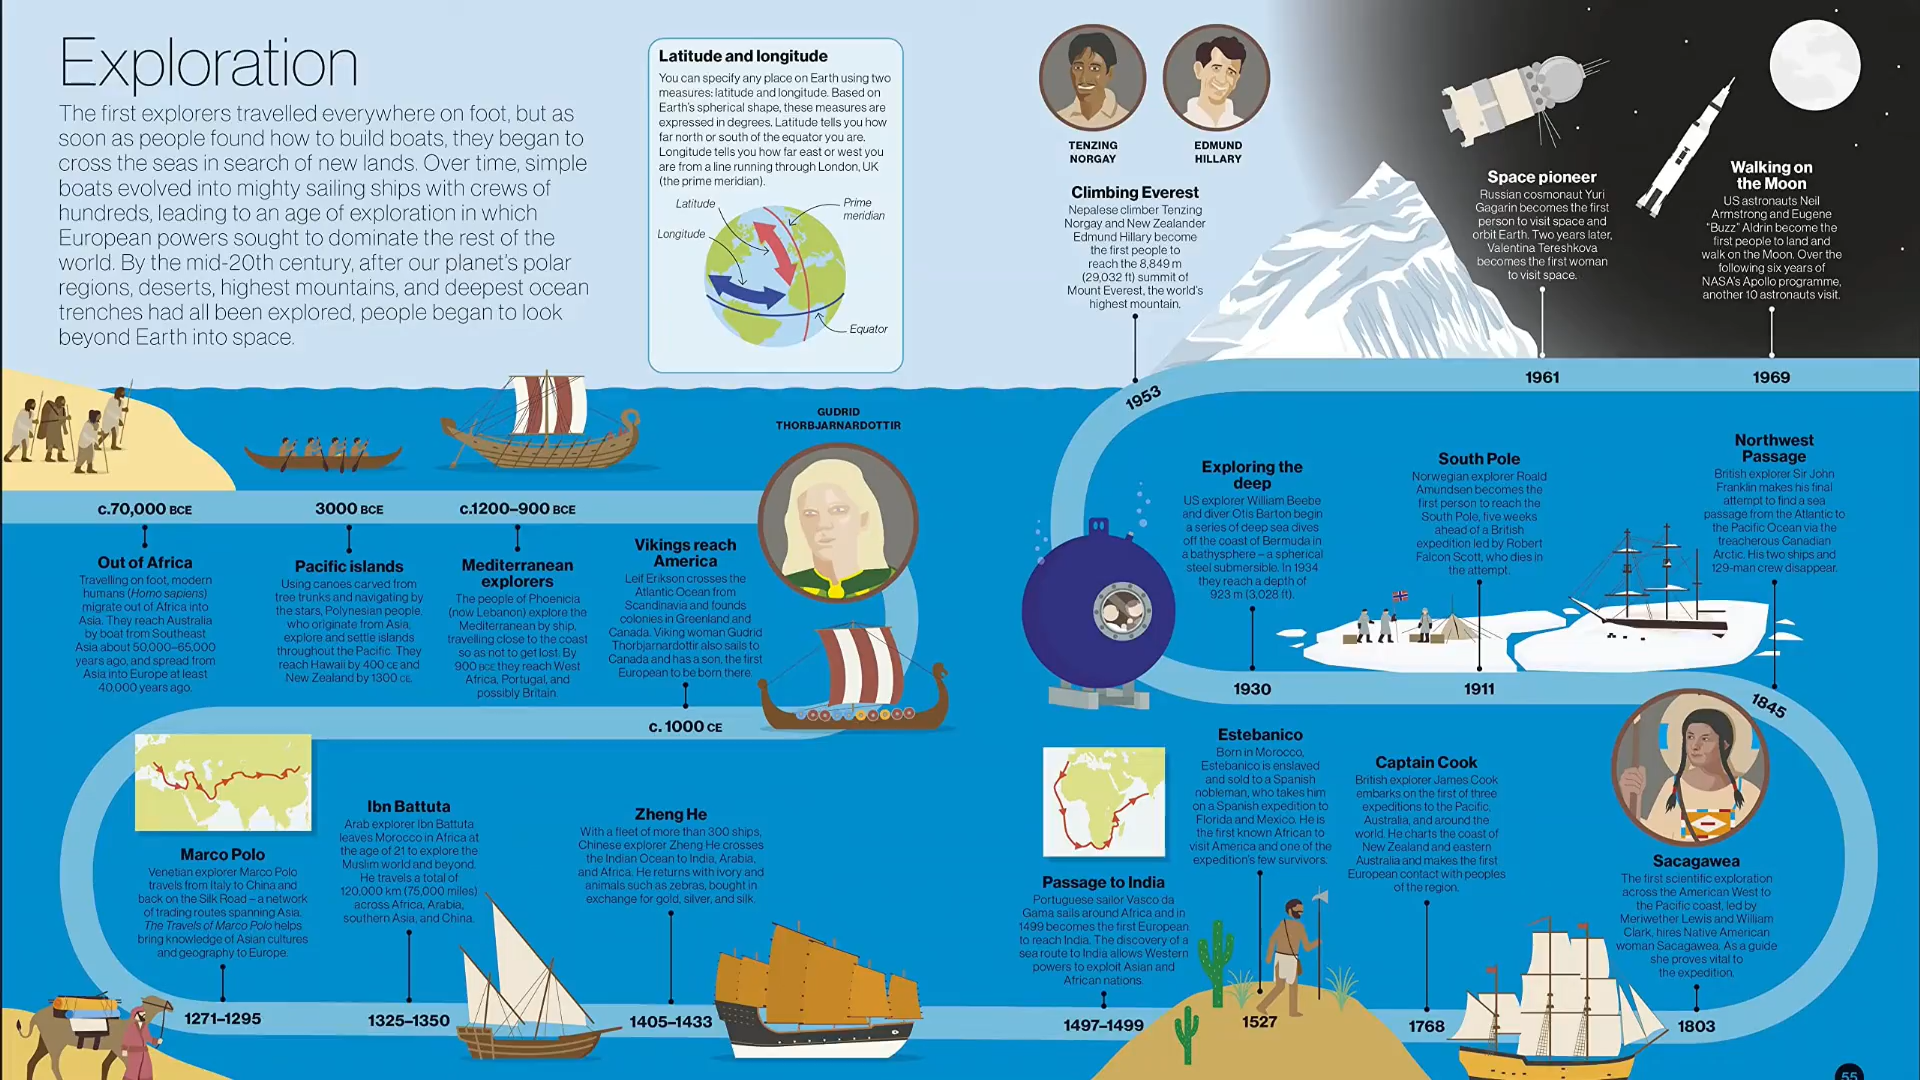 Exploration
The first explorers travelled everywhere on foot, but as
soon as people found how to build boats, they began to
cross the seas in search of new lands. Over time, simple
boats evolved into mighty sailing ships with crews of
hundreds, leading to an age of exploration in which
European powers sought to dominate the rest of the
world. By the mid-20th century, after our planet's polar
regions, deserts, highest mountains, and deepest ocean
trenches had all been explored, people began to look
beyond Earth into space.
Latitude and longitude
You can specify any place on Earth using two
measures: latitude and longitude. Based on
Earth's spherical shape, these measures are
expressed in degrees. Latitude tells you how
far north or south of the equator you are.
Longitude tells you how far east or west you
are from a line running through London, UK
(the prime meridian).
Latitude
Prime
meridian
Longitude
Equator
c.70,000 BCE
Out of Africa
Travelling on foot, modern
humans (Homo sapiens)
migrate out of Africa into
Asia. They reach Australia
by boat from Southeast
Asia about 50,000–65,000
years ago, and spread from
Asia into Europe at least
40,000 years ago.
3000 BCE
Pacific islands
Using canoes carved from
tree trunks and navigating by
the stars, Polynesian people,
who originate from Asia,
explore and settle islands
throughout the Pacific. They
reach Hawaii by 400 CE and
New Zealand by 1300 CE.
c.1200–900 BCE
Mediterranean
explorers
The people of Phoenicia
(now Lebanon) explore the
Mediterranean by ship,
travelling close to the coast
so as not to get lost. By
900 BCE they reach West
Africa, Portugal, and
possibly Britain.
GUDRID
THORBJARNARDOTTIR
Vikings reach
America
Leif Erikson crosses the
Atlantic Ocean from
Scandinavia and founds
colonies in Greenland and
Canada. Viking woman Gudrid
Thorbjarnardottir also sails to
Canada and has a son, the first
European to be born there.
c. 1000 CE
Marco Polo
Venetian explorer Marco Polo
travels from Italy to China and
back on the Silk Road – a network
of trading routes spanning Asia.
The Travels of Marco Polo helps
bring knowledge of Asian cultures
and geography to Europe.
1271–1295
Ibn Battuta
Arab explorer Ibn Battuta
leaves Morocco in Africa at
the age of 21 to explore the
Muslim world and beyond.
He travels a total of
120,000 km (75,000 miles)
across Africa, Arabia,
southern Asia, and China.
1325–1350
Zheng He
With a fleet of more than 300 ships,
Chinese explorer Zheng He crosses
the Indian Ocean to India, Arabia,
and Africa. He returns with ivory and
animals such as zebras, bought in
exchange for gold, silver, and silk.
1405–1433
Passage to India
Portuguese sailor Vasco da
Gama sails around Africa and in
1499 becomes the first European
to reach India. The discovery of a
sea route to India allows Western
powers to exploit Asian and
African nations.
1497–1499
Estebanico
Born in Morocco,
Estebanico is enslaved
and sold to a Spanish
nobleman, who takes him
on a Spanish expedition to
Florida and Mexico. He is
the first known African to
visit America and one of the
expedition's few survivors.
1527
Captain Cook
British explorer James Cook
embarks on the first of three
expeditions to the Pacific,
Australia, and around the
world. He charts the coast of
New Zealand and eastern
Australia and makes the first
European contact with peoples
of the region.
1768
Sacagawea
The first scientific exploration
across the American West to
the Pacific coast, led by
Meriwether Lewis and William
Clark, hires Native American
woman Sacagawea. As a guide
she proves vital to
the expedition.
1803
Northwest
Passage
British explorer Sir John
Franklin makes his final
attempt to find a sea
passage from the Atlantic to
the Pacific Ocean via the
treacherous Canadian
Arctic. His two ships and
129-man crew disappear.
1845
South Pole
Norwegian explorer Roald
Amundsen becomes the
first person to reach the
South Pole, five weeks
ahead of a British
expedition led by Robert
Falcon Scott, who dies in
the attempt.
1911
Exploring the
deep
US explorer William Beebe
and diver Otis Barton begin
a series of deep sea dives
off the coast of Bermuda in
a bathysphere – a spherical
steel submersible. In 1934
they reach a depth of
923 m (3,028 ft).
1930
TENZING
NORGAY
EDMUND
HILLARY
Climbing Everest
Nepalese climber Tenzing
Norgay and New Zealander
Edmund Hillary become
the first people to
reach the 8,849 m
(29,032 ft) summit of
Mount Everest, the world's
highest mountain.
1953
Space pioneer
Russian cosmonaut Yuri
Gagarin becomes the first
person to visit space and
orbit Earth. Two years later,
Valentina Tereshkova
becomes the first woman
to visit space.
1961
Walking on
the Moon
US astronauts Neil
Armstrong and Eugene
"Buzz" Aldrin become the
first people to land and
walk on the Moon. Over the
following six years of
NASA's Apollo programme,
another 10 astronauts visit.
1969
55